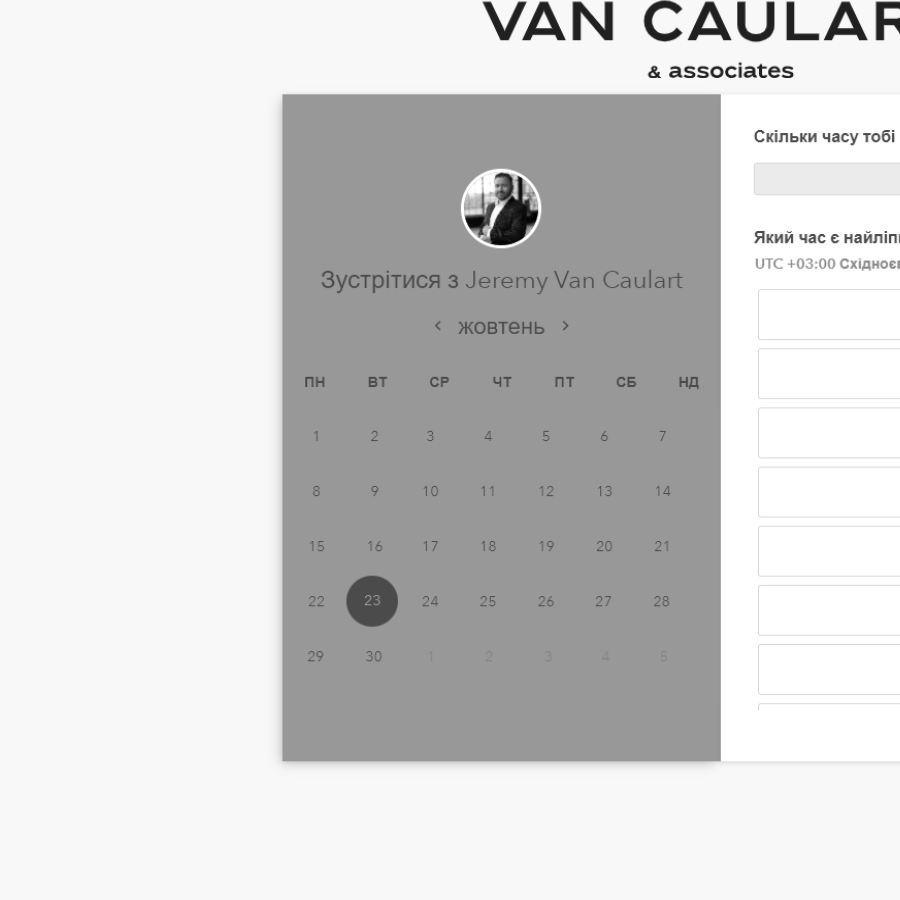 VAN CAULAR
& associates
Зустрітися з Jeremy Van Caulart
жовтень
ПН ВТ СР ЧТ ПТ СБ НД
1 2 3 4 5 6 7
8 9 10 11 12 13 14
15 16 17 18 19 20 21
22 23 24 25 26 27 28
29 30 1 2 3 4 5
Скільки часу тобі
Який час є найліп
UTC +03:00 Східноє